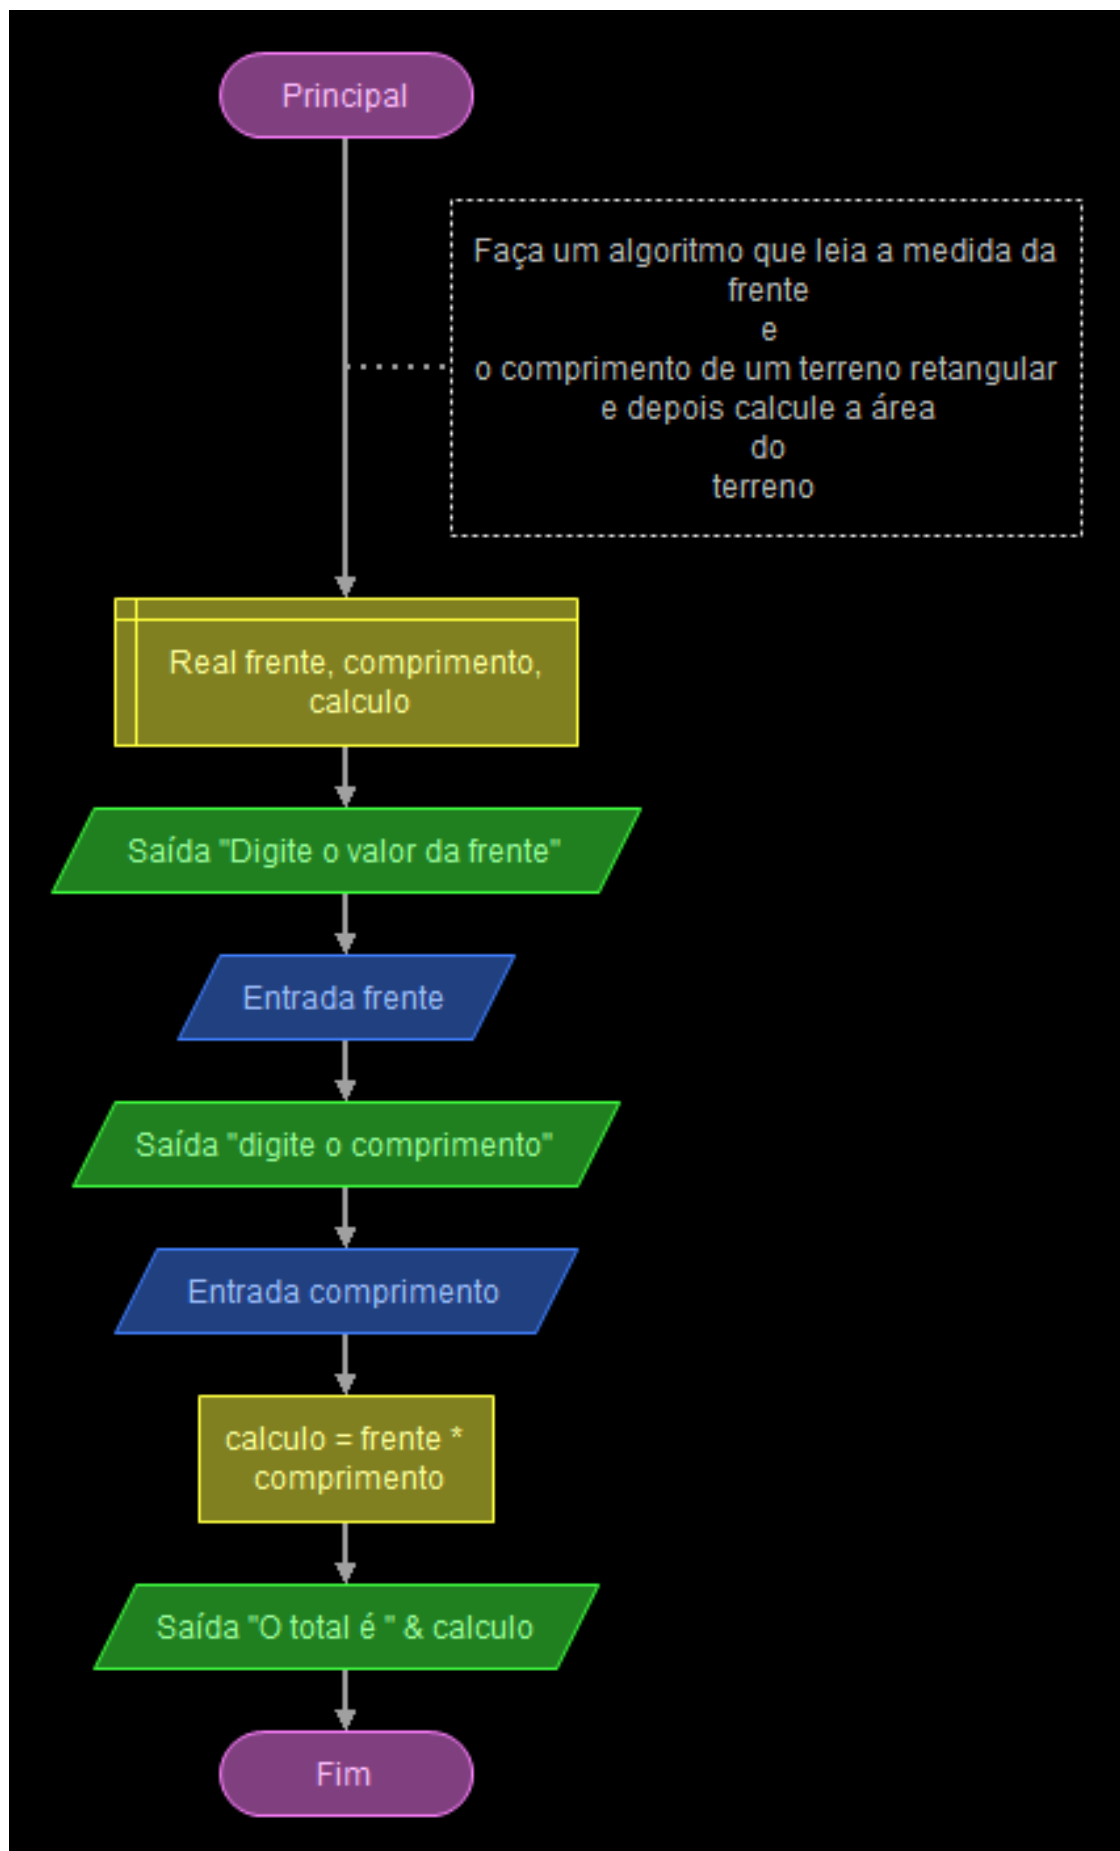 Principal
Faça um algoritmo que leia a medida da
frente
e
o comprimento de um terreno retangular
e depois calcule a área
do
terreno
Real frente, comprimento,
calculo
Saída "Digite o valor da frente"
Entrada frente
Saída "digite o comprimento"
Entrada comprimento
calculo = frente *
comprimento
Saída "O total é " & calculo
Fim